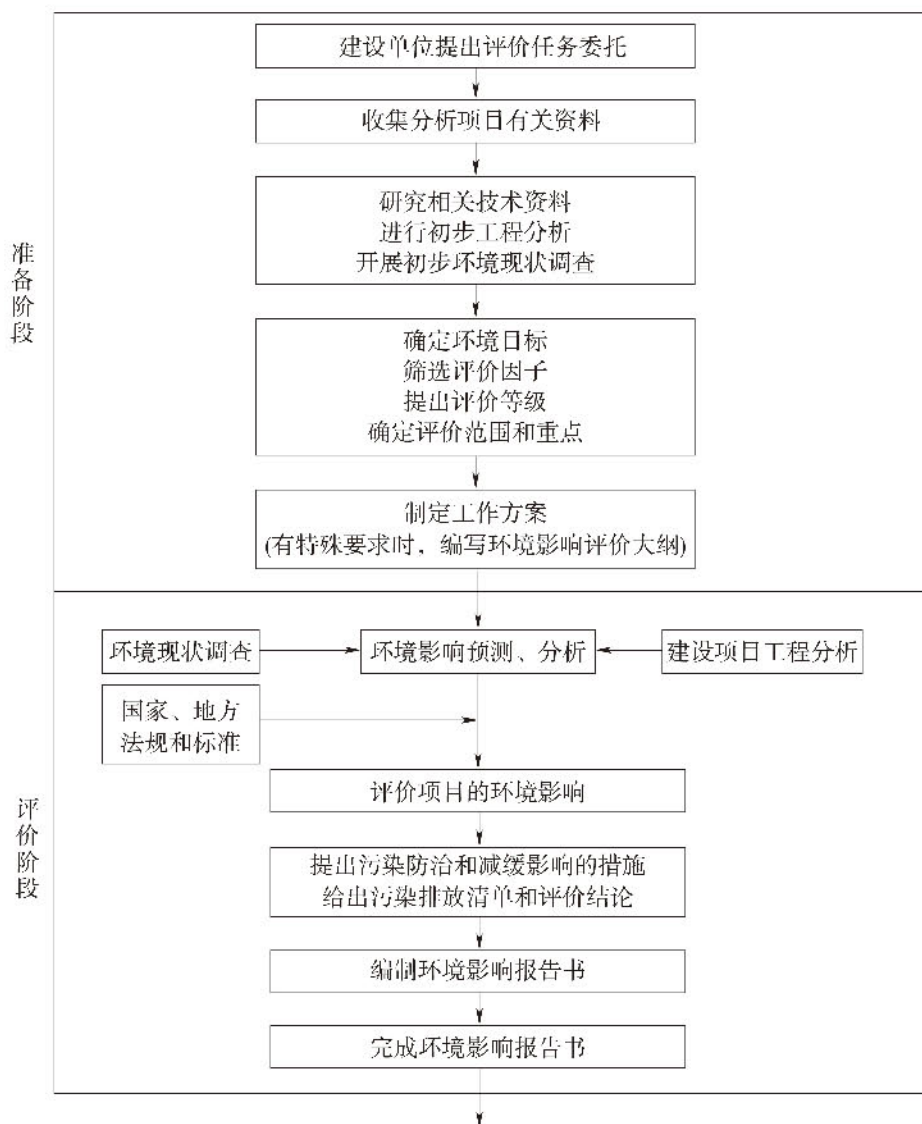 建设单位提出评价任务委托
收集分析项目有关资料
研究相关技术资料
进行初步工程分析
开展初步环境现状调查
准备阶段
确定环境目标
筛选评价因子
提出评价等级
确定评价范围和重点
制定工作方案
(有特殊要求时，编写环境影响评价大纲)
环境现状调查
环境影响预测、分析
建设项目工程分析
国家、地方
法规和标准
评价阶段
评价项目的环境影响
提出污染防治和减缓影响的措施
给出污染排放清单和评价结论
编制环境影响报告书
完成环境影响报告书